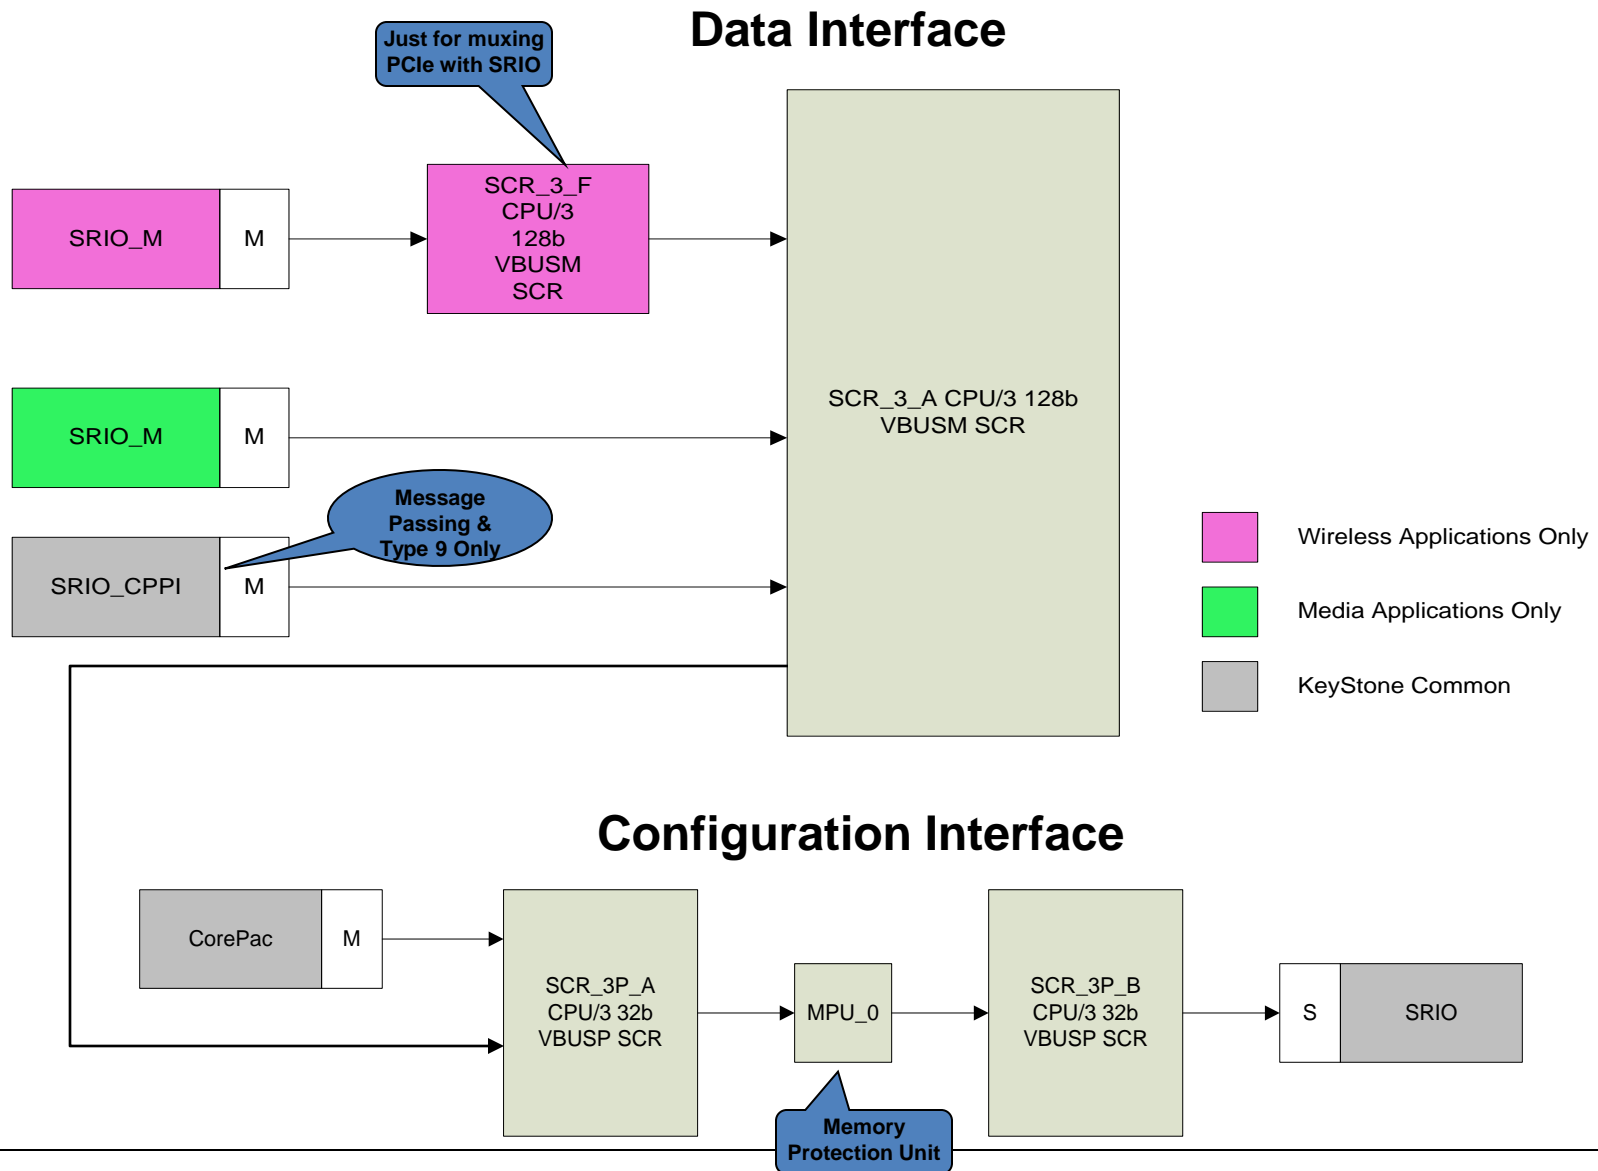 Data Interface
Just for muxing
PCIe with SRIO
SRIO_M
M
SCR_3_F
CPU/3
128b
VBUSM
SCR
SRIO_M
M
SCR_3_A CPU/3 128b
VBUSM SCR
Message
Passing &
Type 9 Only
SRIO_CPPI
M
Wireless Applications Only
Media Applications Only
KeyStone Common
Configuration Interface
CorePac
M
SCR_3P_A
CPU/3 32b
VBUSP SCR
MPU_0
SCR_3P_B
CPU/3 32b
VBUSP SCR
S
SRIO
Memory
Protection Unit